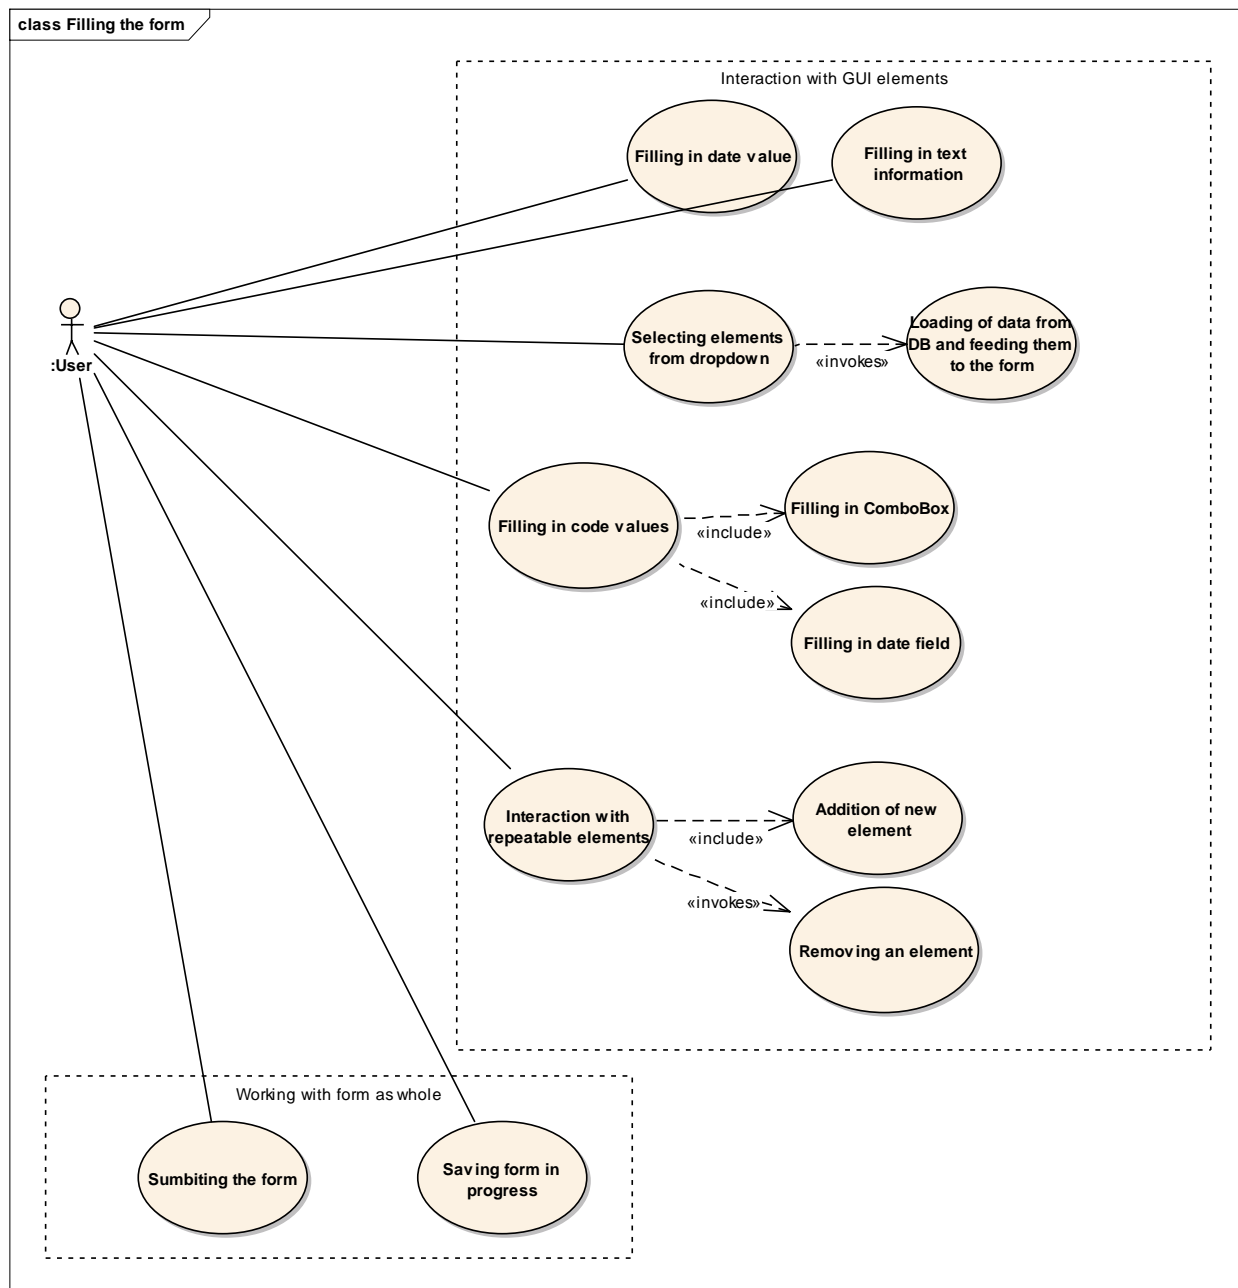 class Filling the form
Interaction with GUI elements
Filling in date value
Filling in text
information
:User
Selecting elements
from dropdown
«invokes»
Loading of data from
DB and feeding them
to the form
Filling in code values
«include»
Filling in ComboBox
«include»
Filling in date field
Interaction with
repeatable elements
«include»
Addition of new
element
«invokes»
Removing an element
Working with form as whole
Sumbiting the form
Saving form in
progress